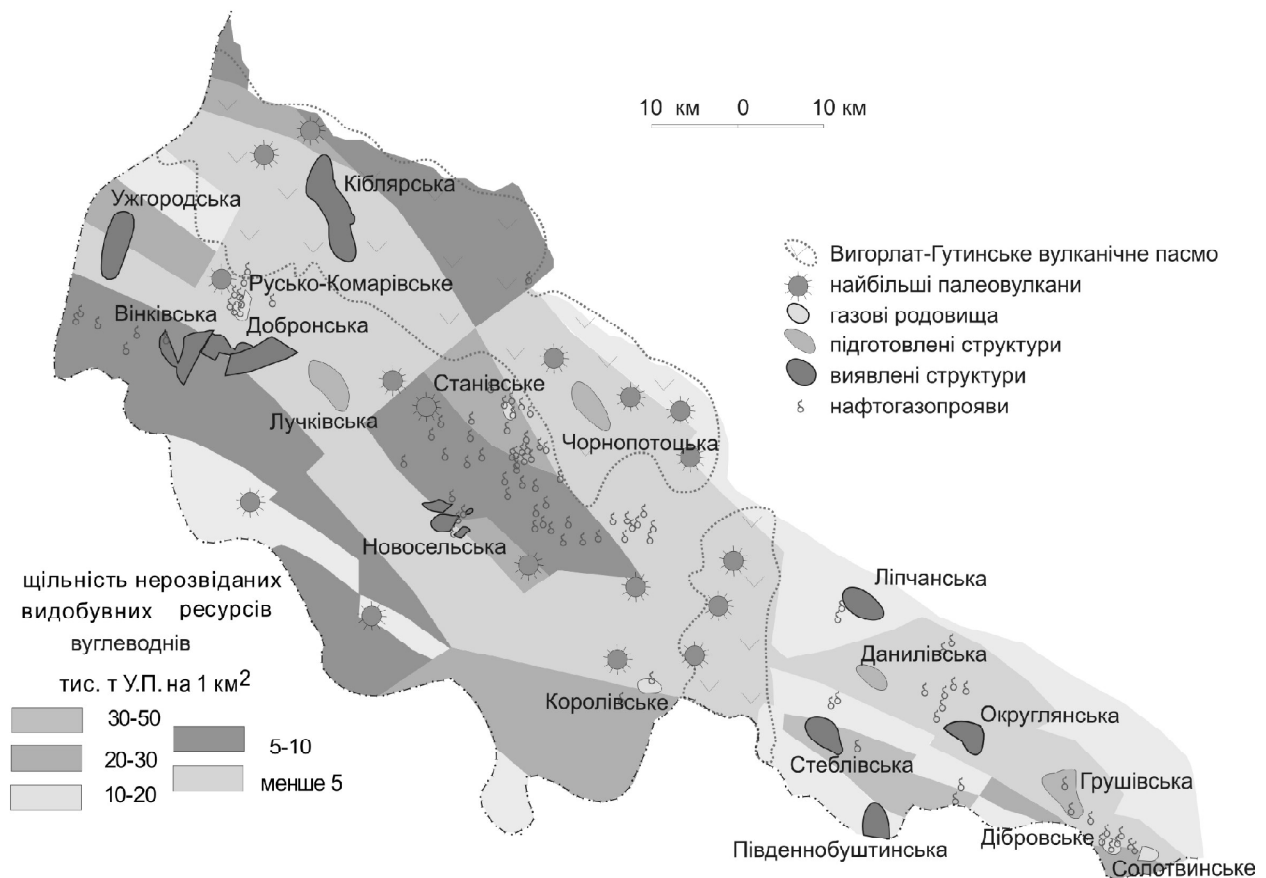 10 км 0 10 км
Ужгородська
Кіблярська
Русько-Комарівське
Вінківська
Добронська
Лучківська
Станівське
Чорнопотоцька
Новосельська
Королівське
Ліпчанська
Данилівська
Округлянська
Стеблівська
Грушівська
Південнобуштинська
Дібровське
Солотвинське
Вигорлат-Гутинське вулканічне пасмо
найбільші палеовулкани
газові родовища
підготовлені структури
виявлені структури
нафтогазопрояви
щільність нерозвіданих
видобувних ресурсів
вуглеводнів
тис. т У.П. на 1 км2
30-50
20-30
10-20
5-10
менше 5